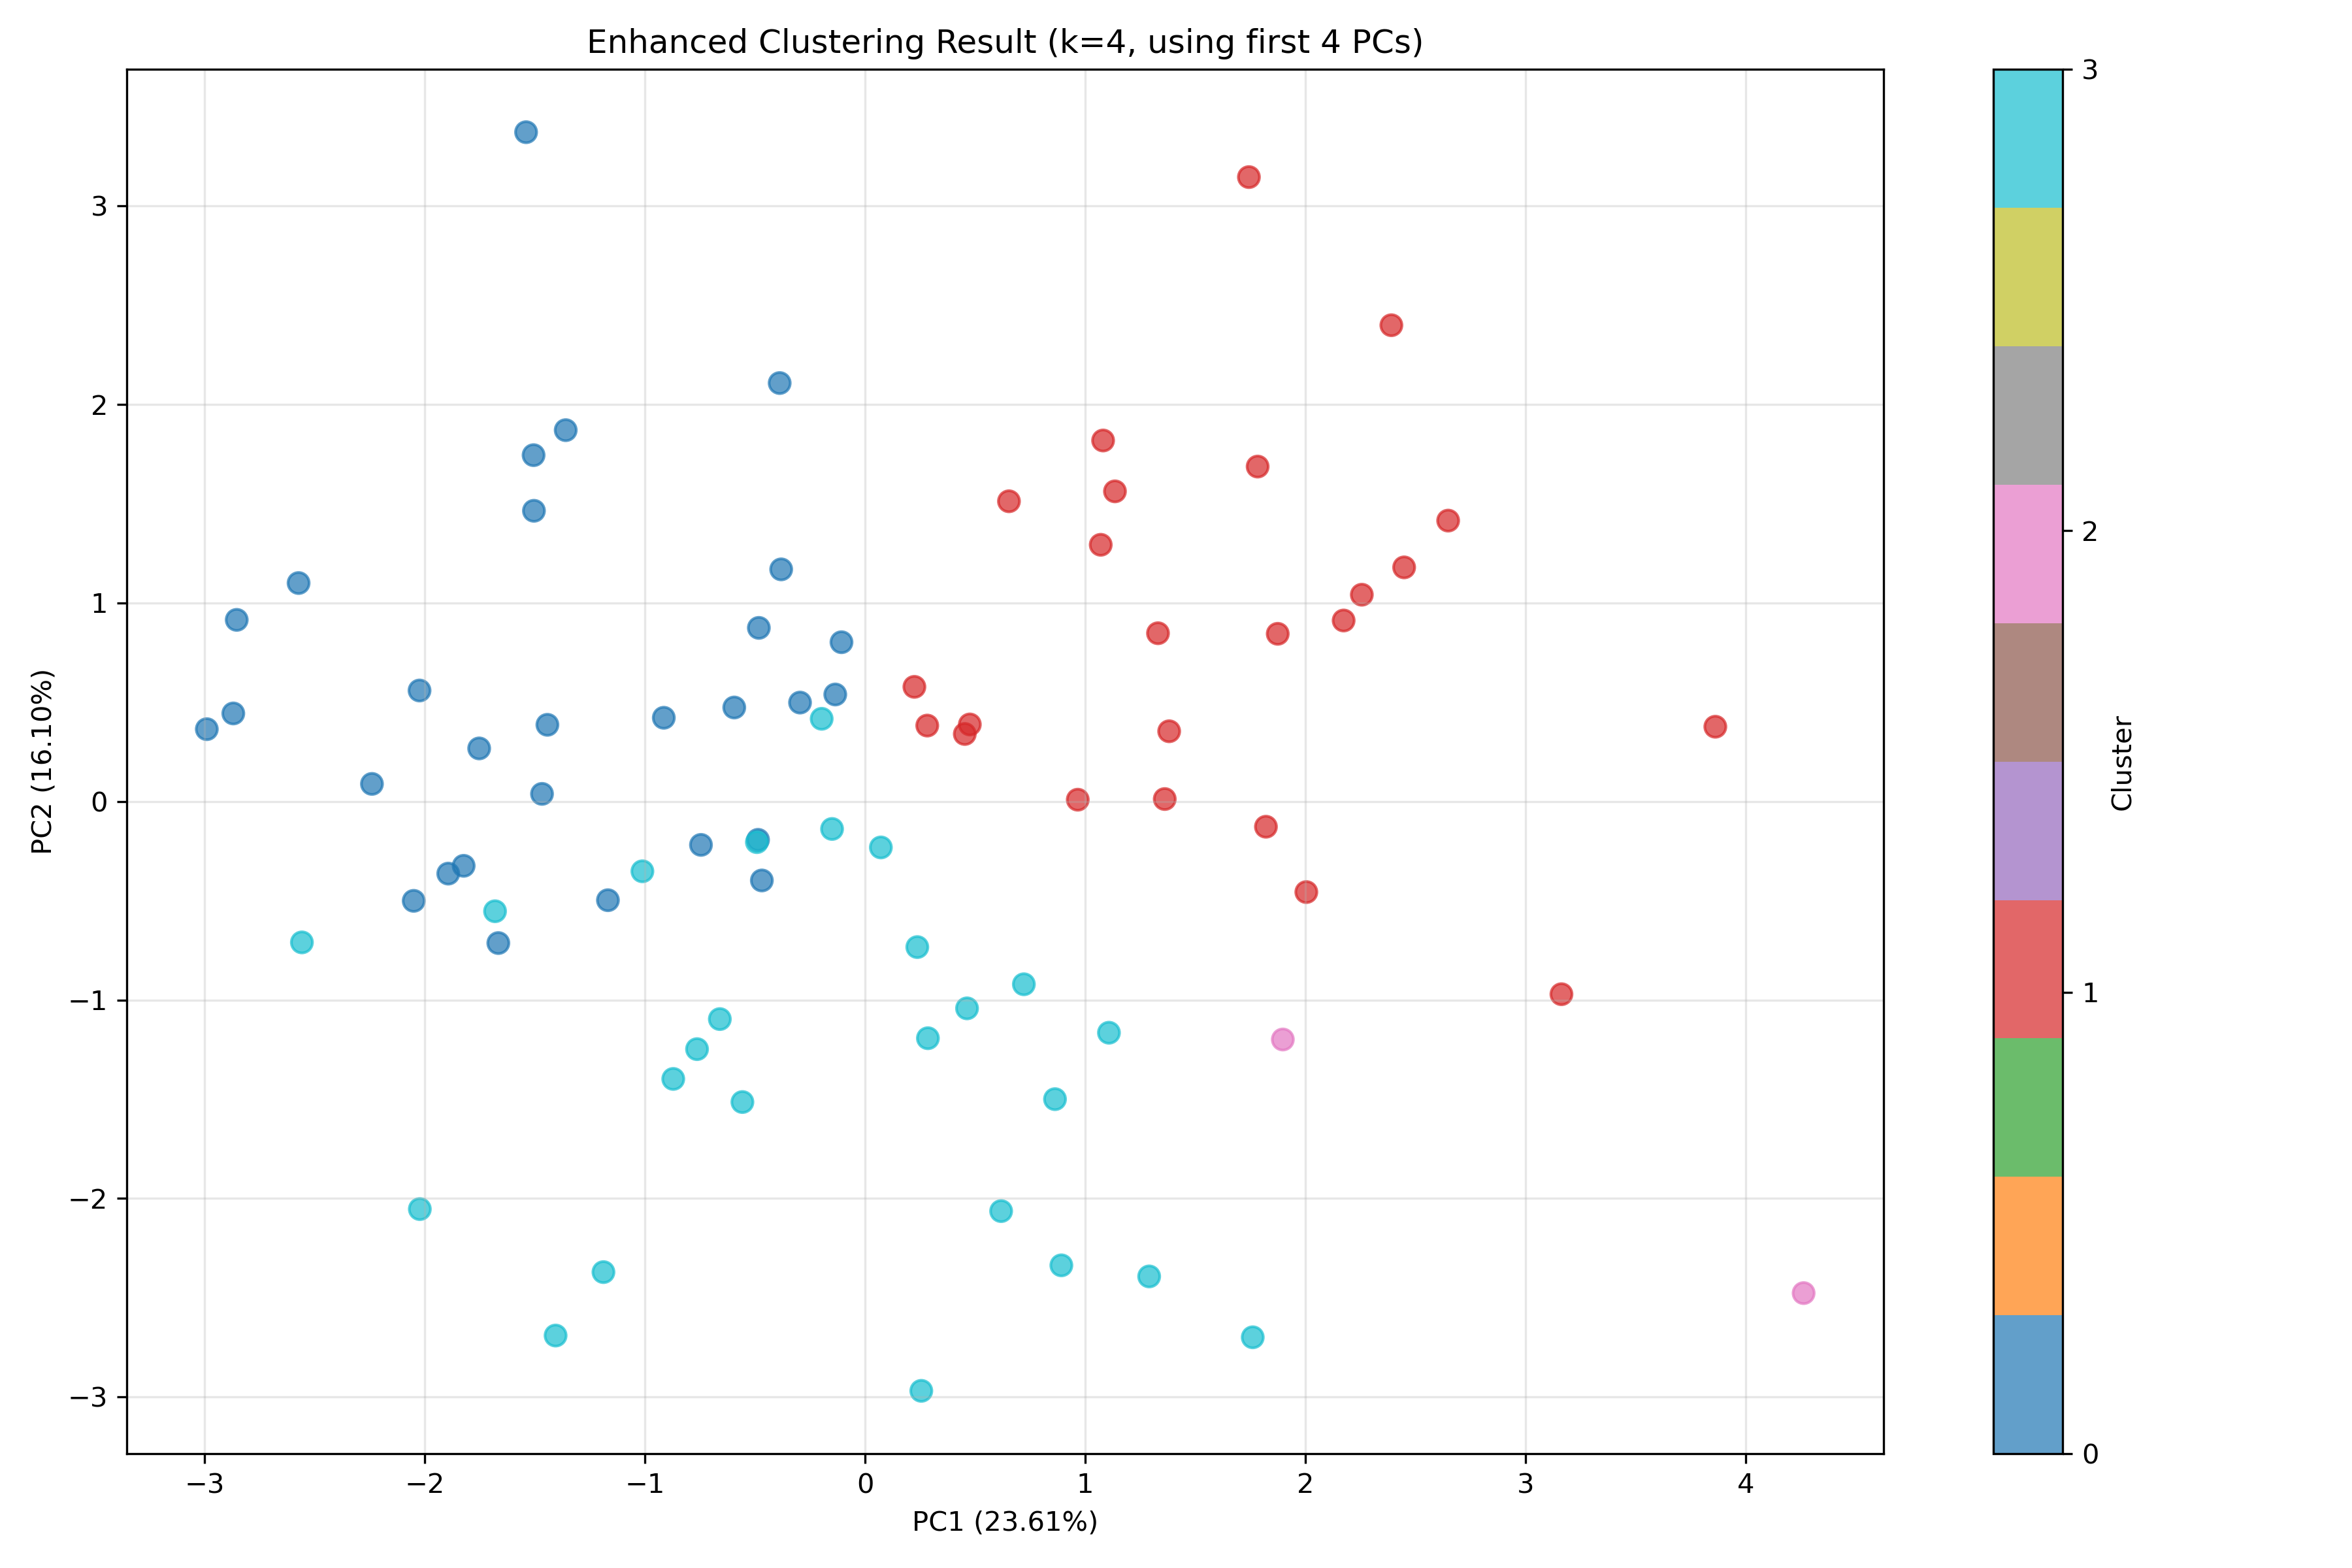 Enhanced Clustering Result (k=4, using first 4 PCs)
3
2
1
0
−1
−2
−3
PC2 (16.10%)
−3 −2 −1 0 1 2 3 4
PC1 (23.61%)
3
2
1
0
Cluster